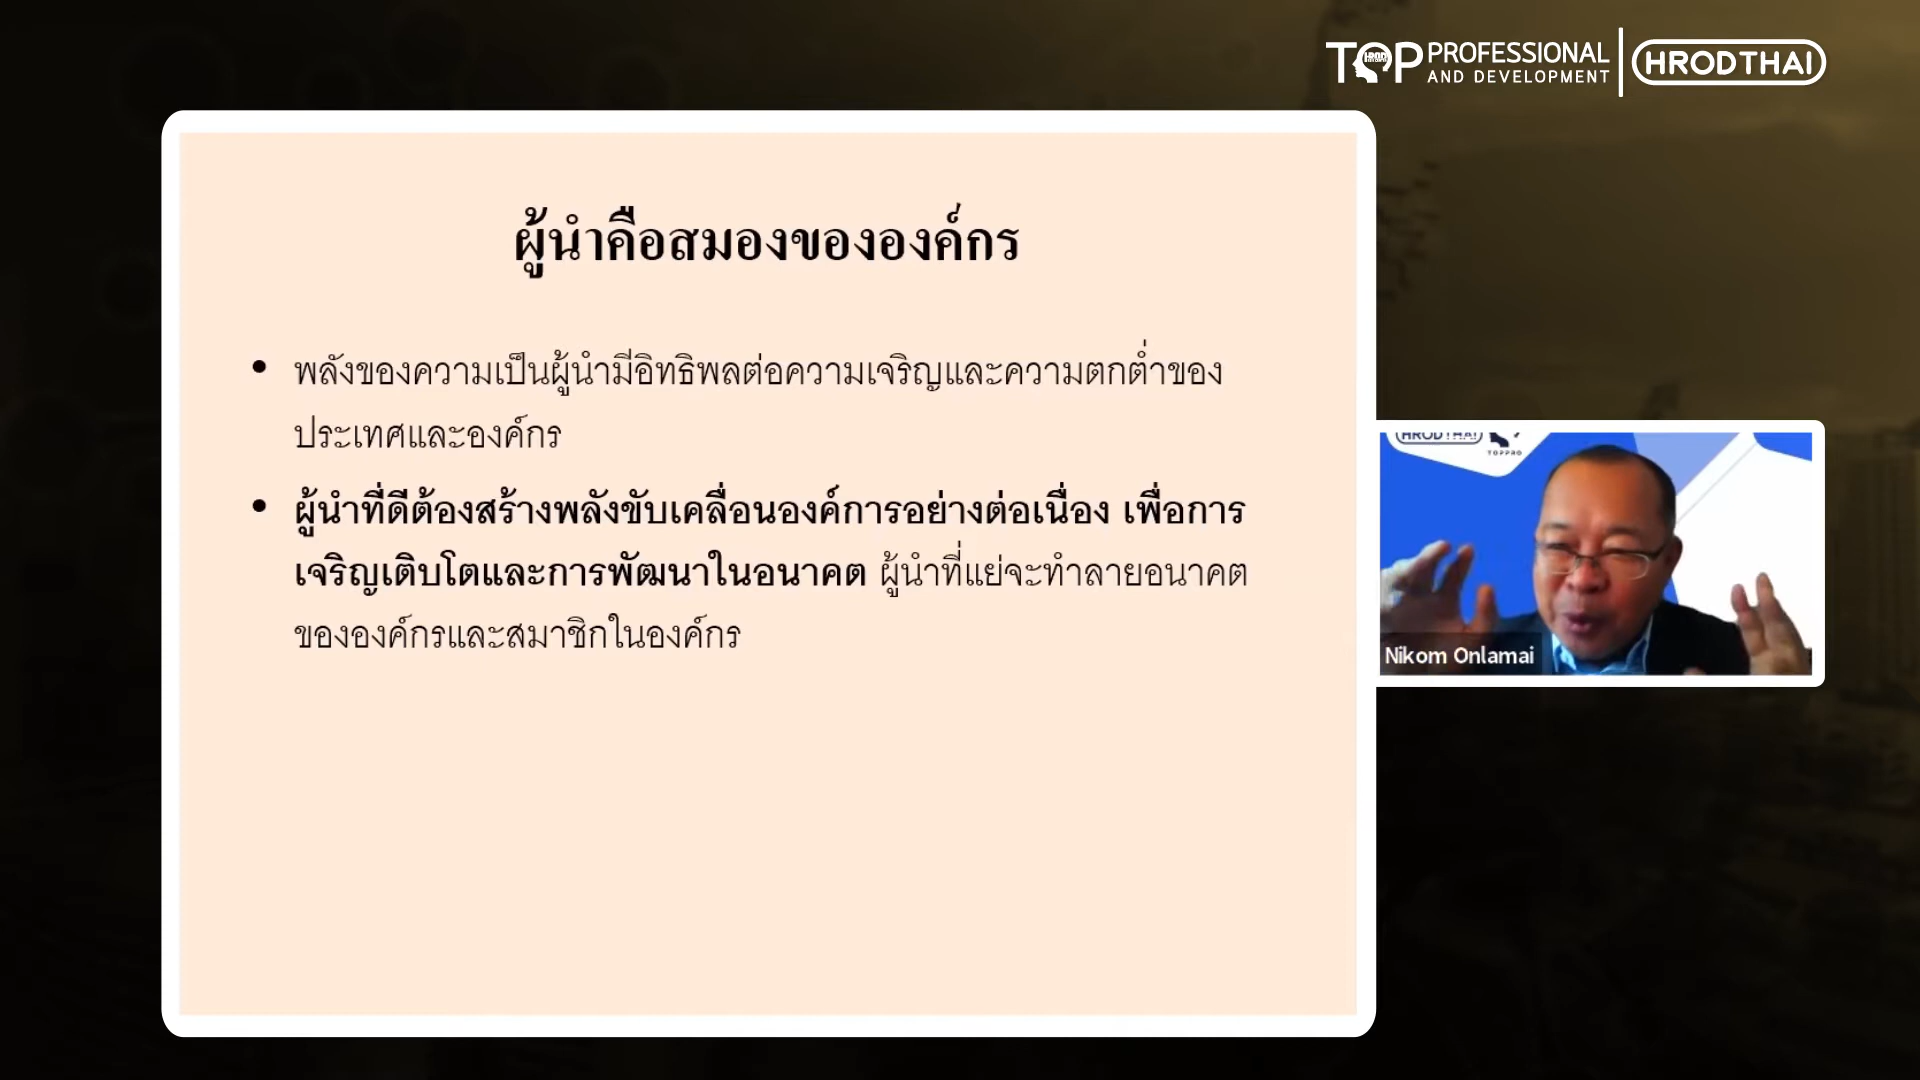 TOP PROFESSIONAL
AND DEVELOPMENT
HRODTHAI
ผู้นำคือสมองขององค์กร
• พลังของความเป็นผู้นำมีอิทธิพลต่อความเจริญและความตกต่ำของ
ประเทศและองค์กร
• ผู้นำที่ดีต้องสร้างพลังขับเคลื่อนองค์การอย่างต่อเนื่อง เพื่อการ
เจริญเติบโตและการพัฒนาในอนาคต ผู้นำที่แย่จะทำลายอนาคต
ขององค์กรและสมาชิกในองค์กร
HRODTHAI
TOPPRO
Nikom Onlamai